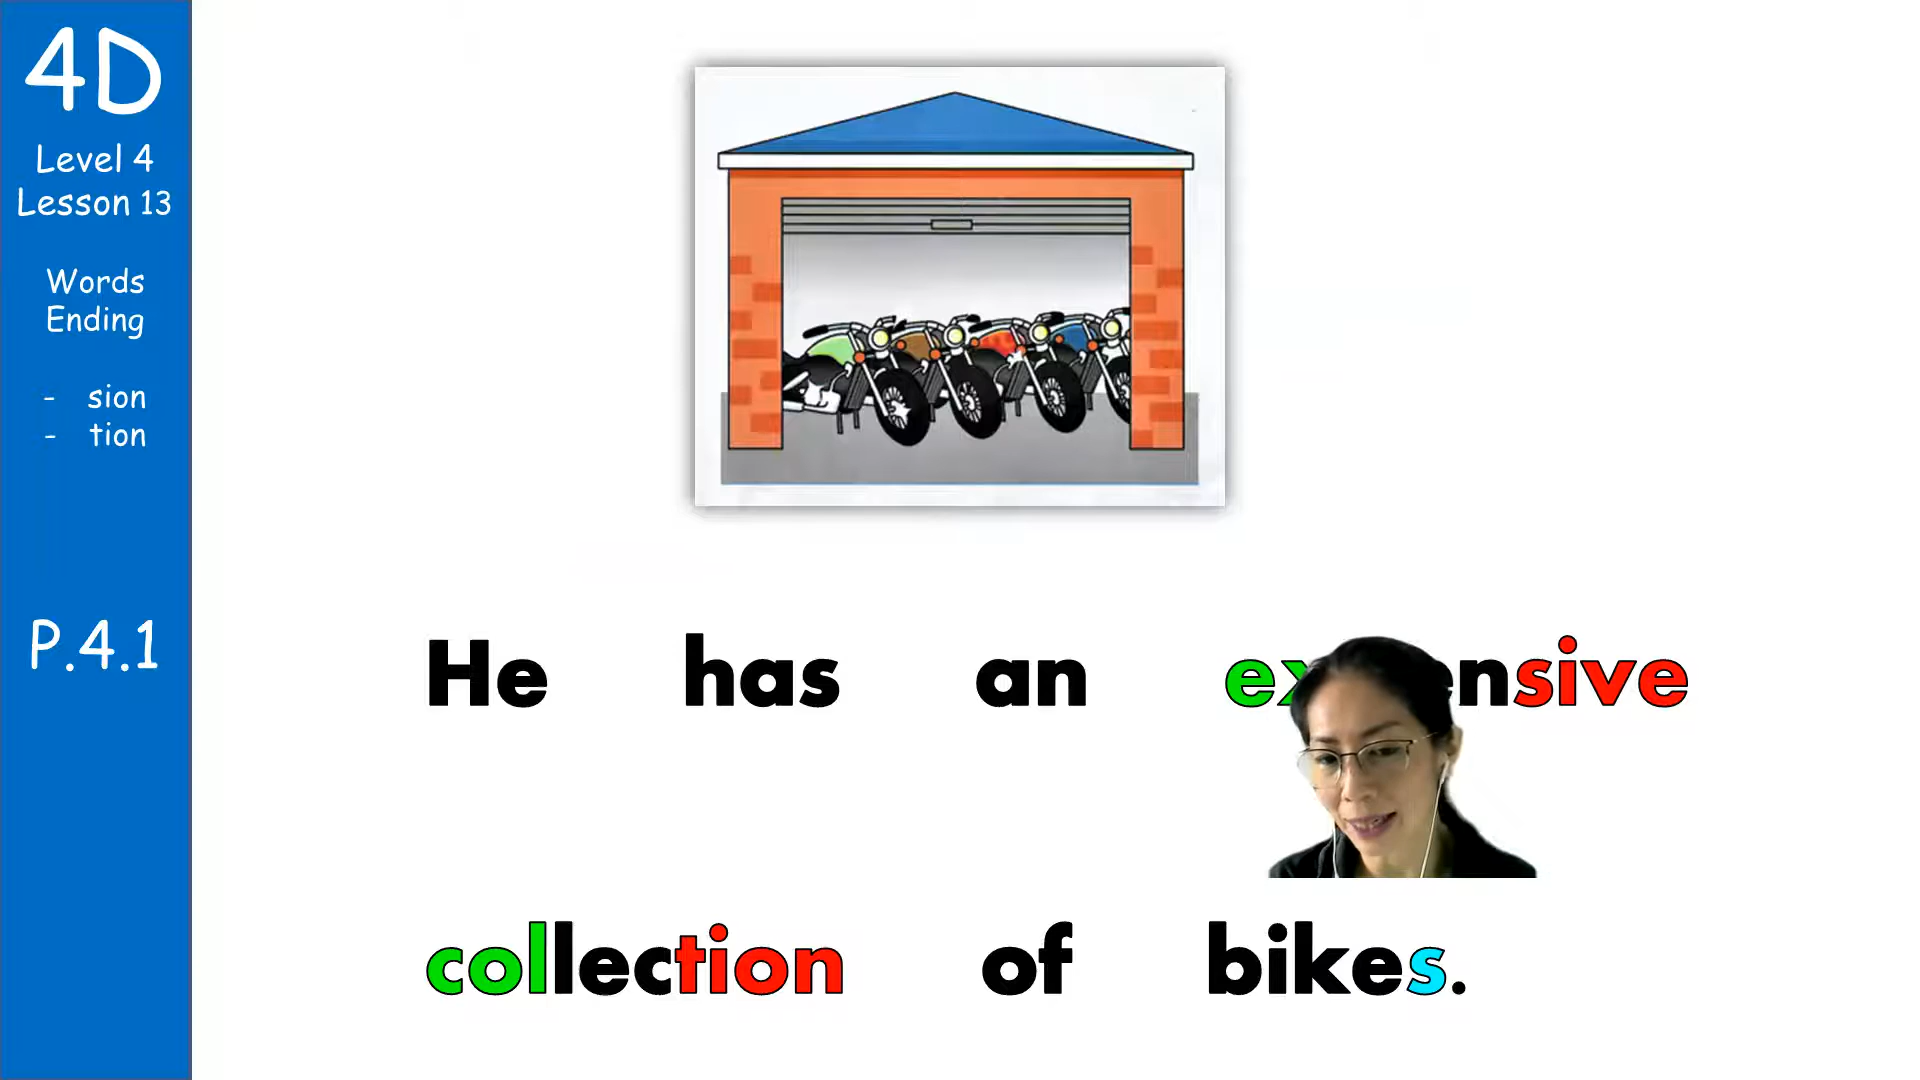 4D
Level 4
Lesson 13
Words
Ending
- sion
- tion
P.4.1
He has an
collection of bikes.